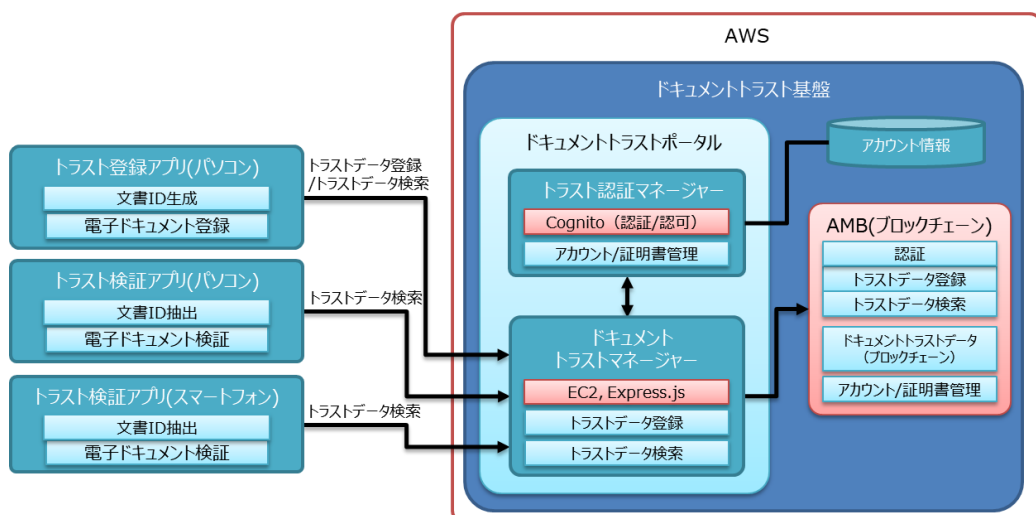 AWS
ドキュメントトラスト基盤
ドキュメントトラストポータル
アカウント情報
トラスト登録アプリ(パソコン)
文書ID生成
電子ドキュメント登録
トラストデータ登録
/トラストデータ検索
トラスト認証マネージャー
Cognito（認証/認可）
アカウント/証明書管理
AMB(ブロックチェーン)
認証
トラストデータ登録
トラストデータ検索
ドキュメントトラストデータ
(ブロックチェーン)
アカウント/証明書管理
トラスト検証アプリ(パソコン)
文書ID抽出
電子ドキュメント検証
トラストデータ検索
ドキュメント
トラストマネージャー
EC2, Express.js
トラストデータ登録
トラストデータ検索
トラスト検証アプリ(スマートフォン)
文書ID抽出
電子ドキュメント検証
トラストデータ検索